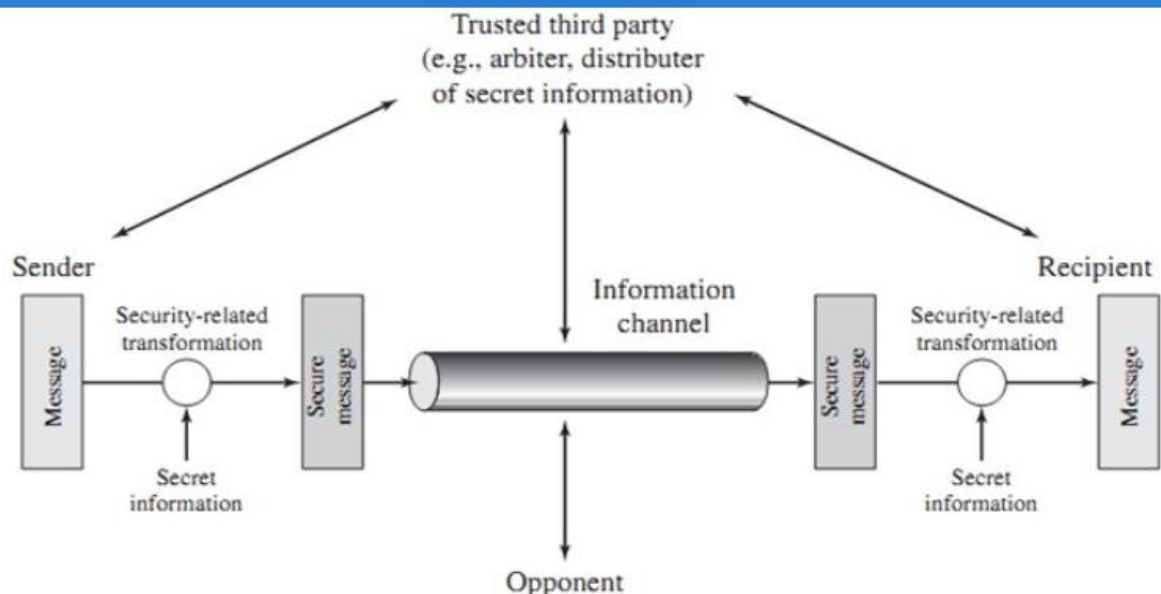 Trusted third party
(e.g., arbiter, distributer
of secret information)
Sender
Recipient
Information
channel
Security-related
transformation
Security-related
transformation
Message
Secure
message
Secure
message
Message
Secret
information
Secret
information
Opponent